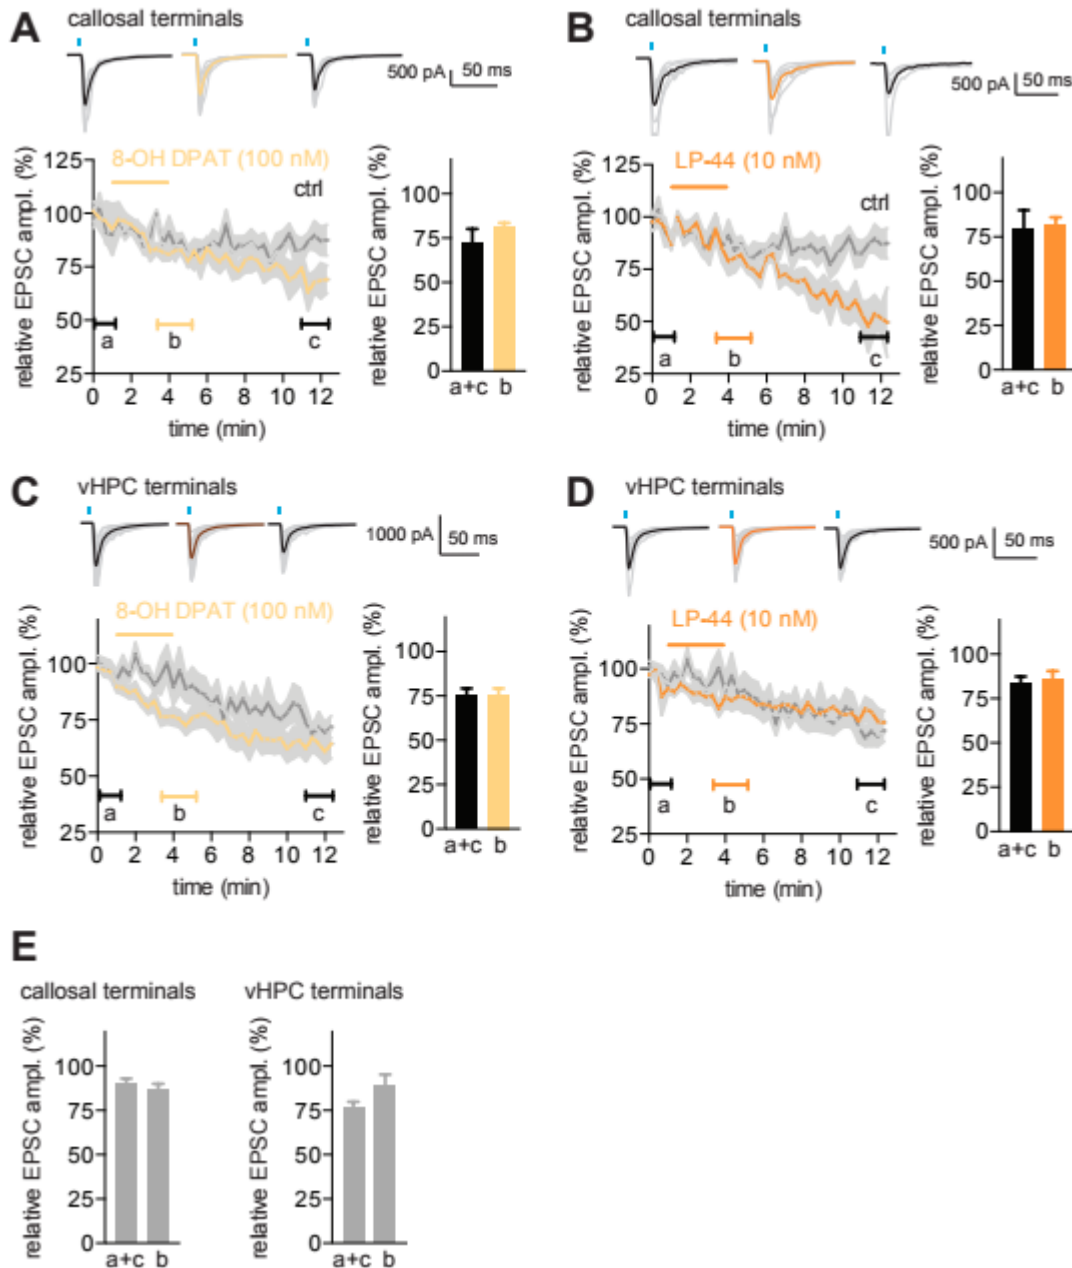 A
callosal terminals
500 pA
50 ms
relative EPSC ampl. (%)
125
100
75
50
25
8-OH DPAT (100 nM)
ctrl
a
b
c
0 2 4 6 8 10 12
time (min)
relative EPSC ampl. (%)
100
75
50
25
0
a+c b
B
callosal terminals
500 pA
50 ms
relative EPSC ampl. (%)
125
100
75
50
25
LP-44 (10 nM)
ctrl
a
b
c
0 2 4 6 8 10 12
time (min)
relative EPSC ampl. (%)
100
75
50
25
0
a+c b
C
vHPC terminals
1000 pA
50 ms
relative EPSC ampl. (%)
100
75
50
25
8-OH DPAT (100 nM)
a
b
c
0 2 4 6 8 10 12
time (min)
relative EPSC ampl. (%)
100
75
50
25
0
a+c b
D
vHPC terminals
500 pA
50 ms
relative EPSC ampl. (%)
100
75
50
25
LP-44 (10 nM)
a
b
c
0 2 4 6 8 10 12
time (min)
relative EPSC ampl. (%)
100
75
50
25
0
a+c b
E
callosal terminals
relative EPSC ampl. (%)
100
75
50
25
0
a+c b
vHPC terminals
relative EPSC ampl. (%)
100
75
50
25
0
a+c b